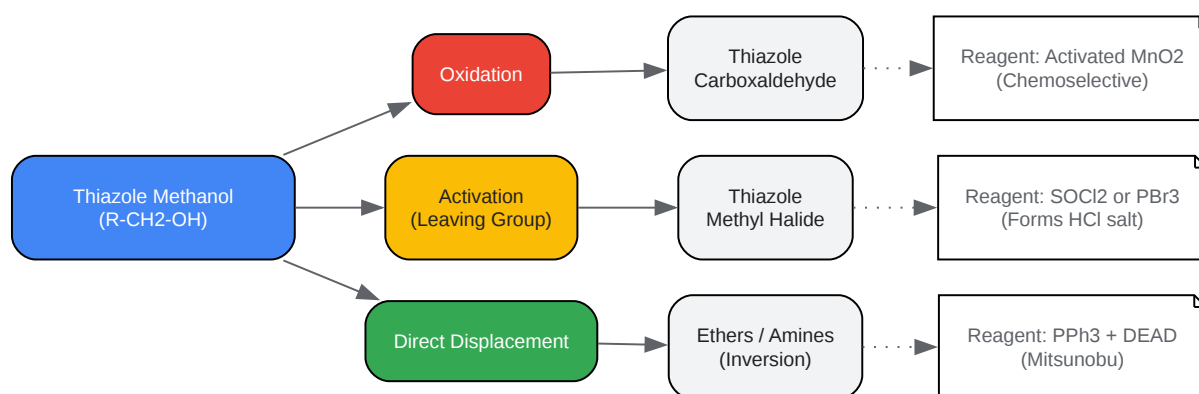 Oxidation
Thiazole
Carboxaldehyde
Reagent: Activated MnO2
(Chemoselective)
Thiazole Methanol
(R-CH2-OH)
Activation
(Leaving Group)
Thiazole
Methyl Halide
Reagent: SOCl2 or PBr3
(Forms HCl salt)
Direct Displacement
Ethers / Amines
(Inversion)
Reagent: PPh3 + DEAD
(Mitsunobu)